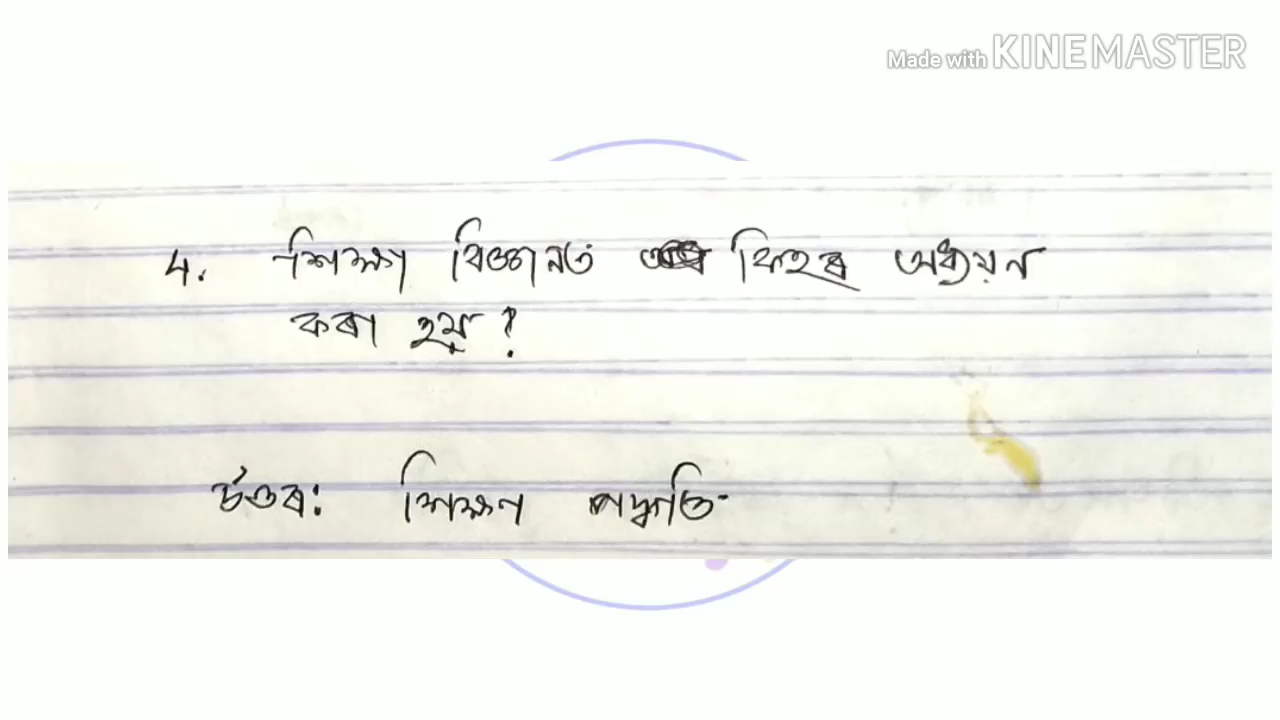 Made with KINEMASTER
4. শিক্ষা বিজ্ঞানত কিহৰ অধ্যয়ন
কৰা হয় ?
উত্তৰ: শিক্ষণ পদ্ধতি